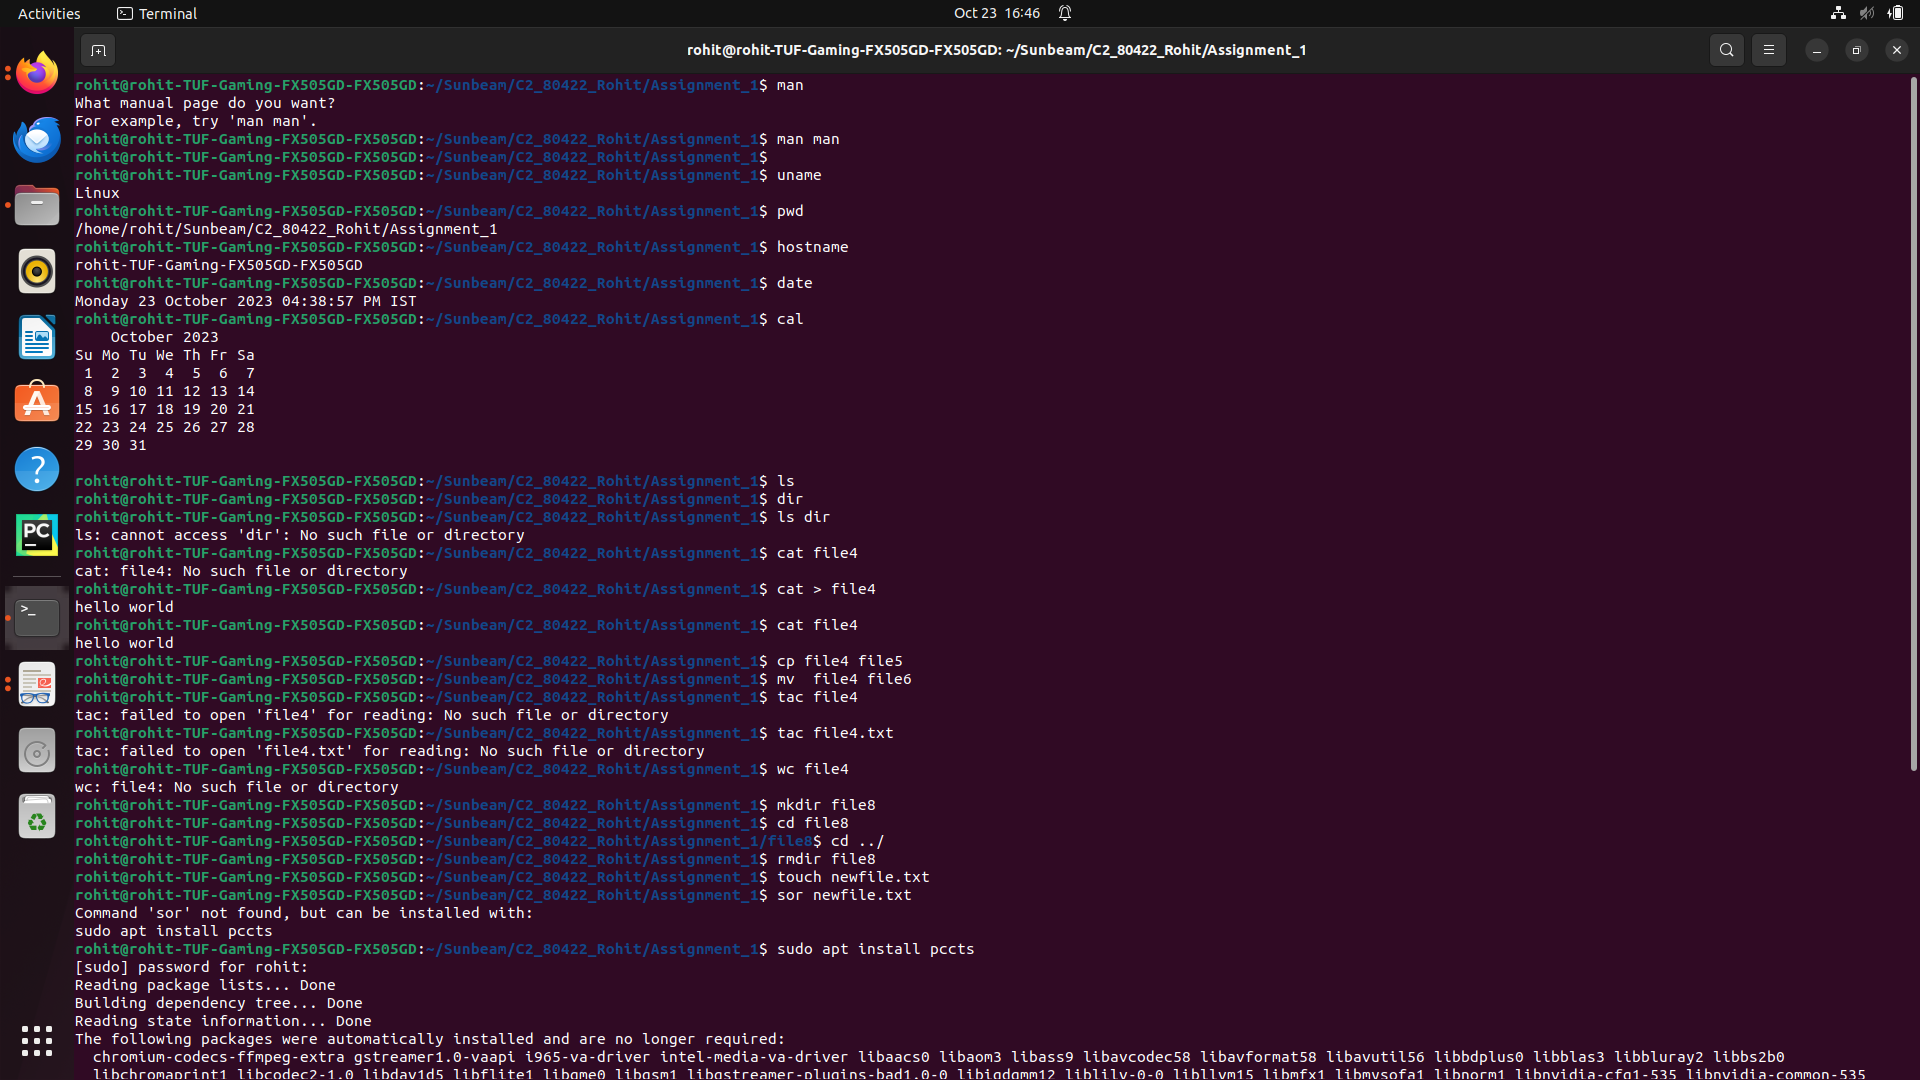 Activities
Terminal
Oct 23 16:46
rohit@rohit-TUF-Gaming-FX505GD-FX505GD: ~/Sunbeam/C2_80422_Rohit/Assignment_1
rohit@rohit-TUF-Gaming-FX505GD-FX505GD:~/Sunbeam/C2_80422_Rohit/Assignment_1$ man
What manual page do you want?
For example, try 'man man'.
rohit@rohit-TUF-Gaming-FX505GD-FX505GD:~/Sunbeam/C2_80422_Rohit/Assignment_1$ man man
rohit@rohit-TUF-Gaming-FX505GD-FX505GD:~/Sunbeam/C2_80422_Rohit/Assignment_1$
rohit@rohit-TUF-Gaming-FX505GD-FX505GD:~/Sunbeam/C2_80422_Rohit/Assignment_1$ uname
Linux
rohit@rohit-TUF-Gaming-FX505GD-FX505GD:~/Sunbeam/C2_80422_Rohit/Assignment_1$ pwd
/home/rohit/Sunbeam/C2_80422_Rohit/Assignment_1
rohit@rohit-TUF-Gaming-FX505GD-FX505GD:~/Sunbeam/C2_80422_Rohit/Assignment_1$ hostname
rohit-TUF-Gaming-FX505GD-FX505GD
rohit@rohit-TUF-Gaming-FX505GD-FX505GD:~/Sunbeam/C2_80422_Rohit/Assignment_1$ date
Monday 23 October 2023 04:38:57 PM IST
rohit@rohit-TUF-Gaming-FX505GD-FX505GD:~/Sunbeam/C2_80422_Rohit/Assignment_1$ cal
    October 2023
Su Mo Tu We Th Fr Sa
 1  2  3  4  5  6  7
 8  9 10 11 12 13 14
15 16 17 18 19 20 21
22 23 24 25 26 27 28
29 30 31
rohit@rohit-TUF-Gaming-FX505GD-FX505GD:~/Sunbeam/C2_80422_Rohit/Assignment_1$ ls
rohit@rohit-TUF-Gaming-FX505GD-FX505GD:~/Sunbeam/C2_80422_Rohit/Assignment_1$ dir
rohit@rohit-TUF-Gaming-FX505GD-FX505GD:~/Sunbeam/C2_80422_Rohit/Assignment_1$ ls dir
ls: cannot access 'dir': No such file or directory
rohit@rohit-TUF-Gaming-FX505GD-FX505GD:~/Sunbeam/C2_80422_Rohit/Assignment_1$ cat file4
cat: file4: No such file or directory
rohit@rohit-TUF-Gaming-FX505GD-FX505GD:~/Sunbeam/C2_80422_Rohit/Assignment_1$ cat > file4
hello world
rohit@rohit-TUF-Gaming-FX505GD-FX505GD:~/Sunbeam/C2_80422_Rohit/Assignment_1$ cat file4
hello world
rohit@rohit-TUF-Gaming-FX505GD-FX505GD:~/Sunbeam/C2_80422_Rohit/Assignment_1$ cp file4 file5
rohit@rohit-TUF-Gaming-FX505GD-FX505GD:~/Sunbeam/C2_80422_Rohit/Assignment_1$ mv  file4 file6
rohit@rohit-TUF-Gaming-FX505GD-FX505GD:~/Sunbeam/C2_80422_Rohit/Assignment_1$ tac file4
tac: failed to open 'file4' for reading: No such file or directory
rohit@rohit-TUF-Gaming-FX505GD-FX505GD:~/Sunbeam/C2_80422_Rohit/Assignment_1$ tac file4.txt
tac: failed to open 'file4.txt' for reading: No such file or directory
rohit@rohit-TUF-Gaming-FX505GD-FX505GD:~/Sunbeam/C2_80422_Rohit/Assignment_1$ wc file4
wc: file4: No such file or directory
rohit@rohit-TUF-Gaming-FX505GD-FX505GD:~/Sunbeam/C2_80422_Rohit/Assignment_1$ mkdir file8
rohit@rohit-TUF-Gaming-FX505GD-FX505GD:~/Sunbeam/C2_80422_Rohit/Assignment_1$ cd file8
rohit@rohit-TUF-Gaming-FX505GD-FX505GD:~/Sunbeam/C2_80422_Rohit/Assignment_1/file8$ cd ../
rohit@rohit-TUF-Gaming-FX505GD-FX505GD:~/Sunbeam/C2_80422_Rohit/Assignment_1$ rmdir file8
rohit@rohit-TUF-Gaming-FX505GD-FX505GD:~/Sunbeam/C2_80422_Rohit/Assignment_1$ touch newfile.txt
rohit@rohit-TUF-Gaming-FX505GD-FX505GD:~/Sunbeam/C2_80422_Rohit/Assignment_1$ sor newfile.txt
Command 'sor' not found, but can be installed with:
sudo apt install pccts
rohit@rohit-TUF-Gaming-FX505GD-FX505GD:~/Sunbeam/C2_80422_Rohit/Assignment_1$ sudo apt install pccts
[sudo] password for rohit:
Reading package lists... Done
Building dependency tree... Done
Reading state information... Done
The following packages were automatically installed and are no longer required:
  chromium-codecs-ffmpeg-extra gstreamer1.0-vaapi i965-va-driver intel-media-va-driver libaacs0 libaom3 libass9 libavcodec58 libavformat58 libavutil56 libbdplus0 libblas3 libbluray2 libbs2b0
  libchromaprint1 libcodec2-1.0 libdav1d5 libflite1 libgme0 libgsm1 libgstreamer-plugins-bad1.0-0 libigdgmm12 liblilv-0-0 libllvm15 libmfx1 libmysofa1 libnorm1 libnvidia-cfg1-535 libnvidia-common-535
PC